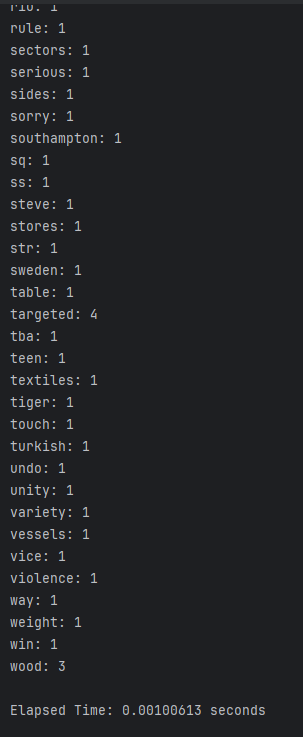 rio: 1
rule: 1
sectors: 1
serious: 1
sides: 1
sorry: 1
southampton: 1
sq: 1
ss: 1
steve: 1
stores: 1
str: 1
sweden: 1
table: 1
targeted: 4
tba: 1
teen: 1
textiles: 1
tiger: 1
touch: 1
turkish: 1
undo: 1
unity: 1
variety: 1
vessels: 1
vice: 1
violence: 1
way: 1
weight: 1
win: 1
wood: 3
Elapsed Time: 0.00100613 seconds